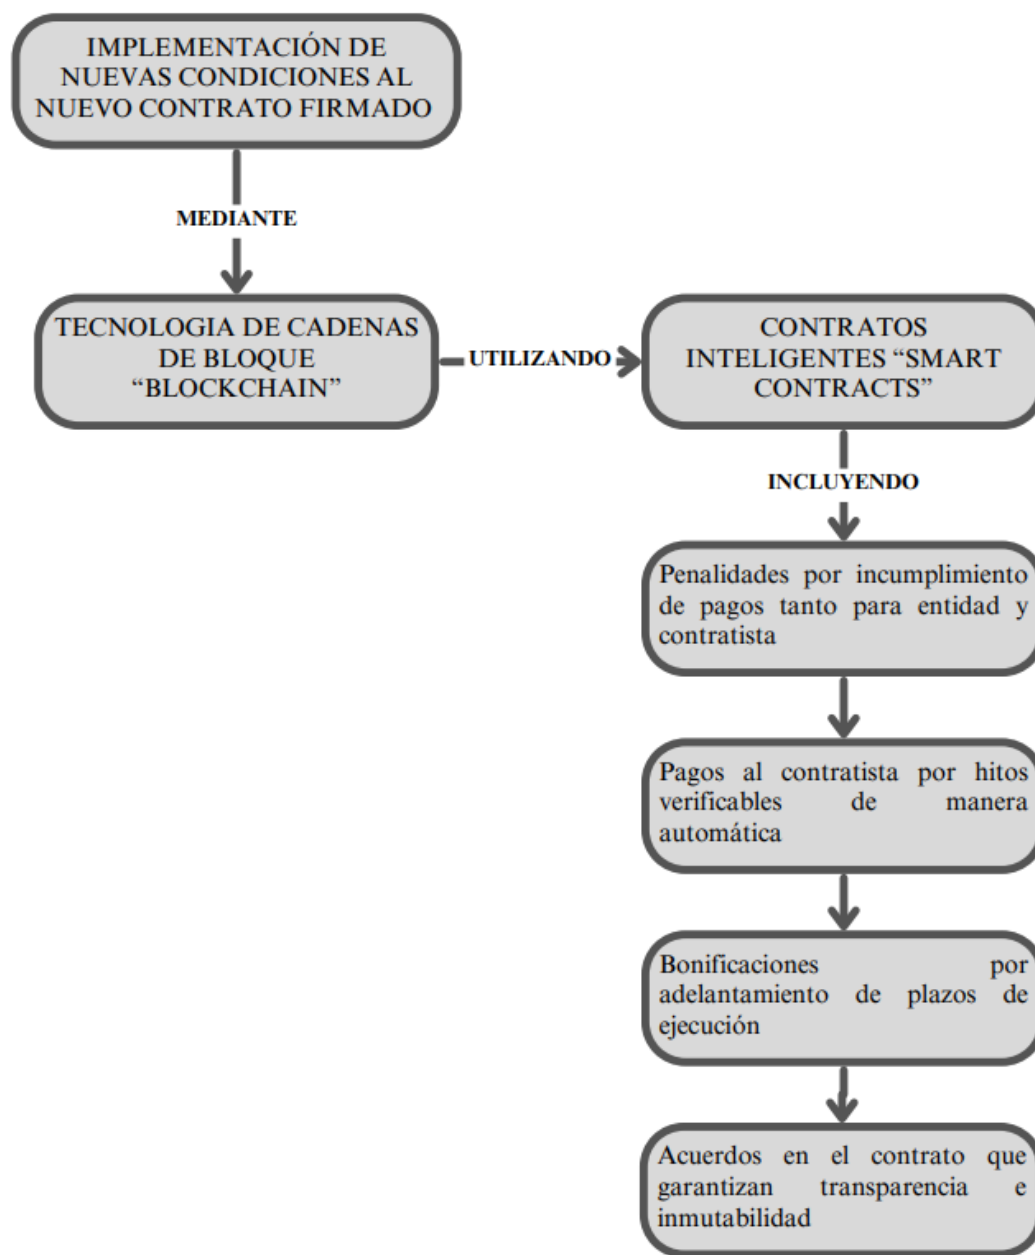 IMPLEMENTACIÓN DE
NUEVAS CONDICIONES AL
NUEVO CONTRATO FIRMADO
MEDIANTE
TECNOLOGIA DE CADENAS
DE BLOQUE
“BLOCKCHAIN”
UTILIZANDO
CONTRATOS
INTELIGENTES “SMART
CONTRACTS”
INCLUYENDO
Penalidades por incumplimiento
de pagos tanto para entidad y
contratista
Pagos al contratista por hitos
verificables de manera
automática
Bonificaciones por
adelantamiento de plazos de
ejecución
Acuerdos en el contrato que
garantizan transparencia e
inmutabilidad